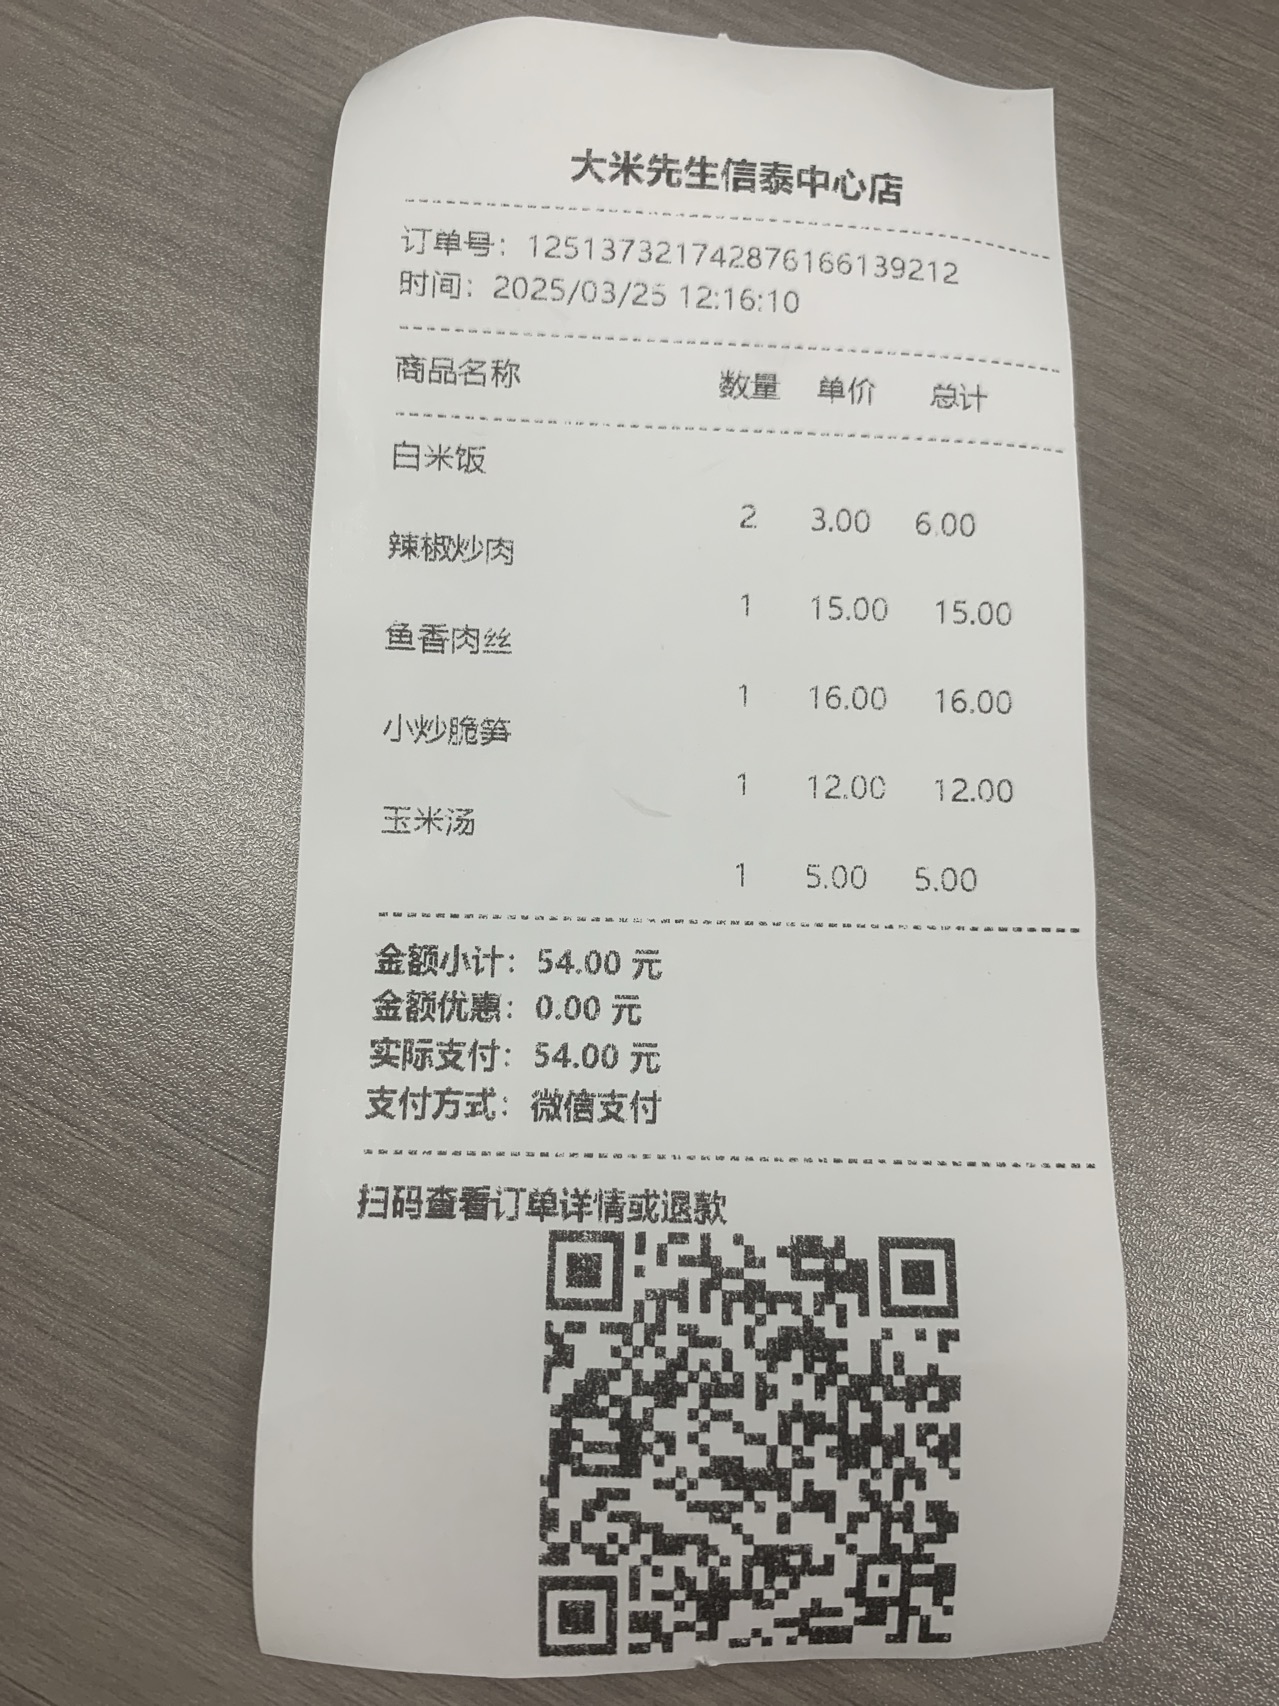 大米先生信泰中心店
订单号：1251373217428761661​39212
时间：2025/03/25 12:16:10
商品名称 数量 单价 总计
白米饭
2 3.00 6.00
辣椒炒肉
1 15.00 15.00
鱼香肉丝
1 16.00 16.00
小炒脆笋
1 12.00 12.00
玉米汤
1 5.00 5.00
金额小计：54.00 元
金额优惠：0.00 元
实际支付：54.00 元
支付方式：微信支付
扫码查看订单详情或退款